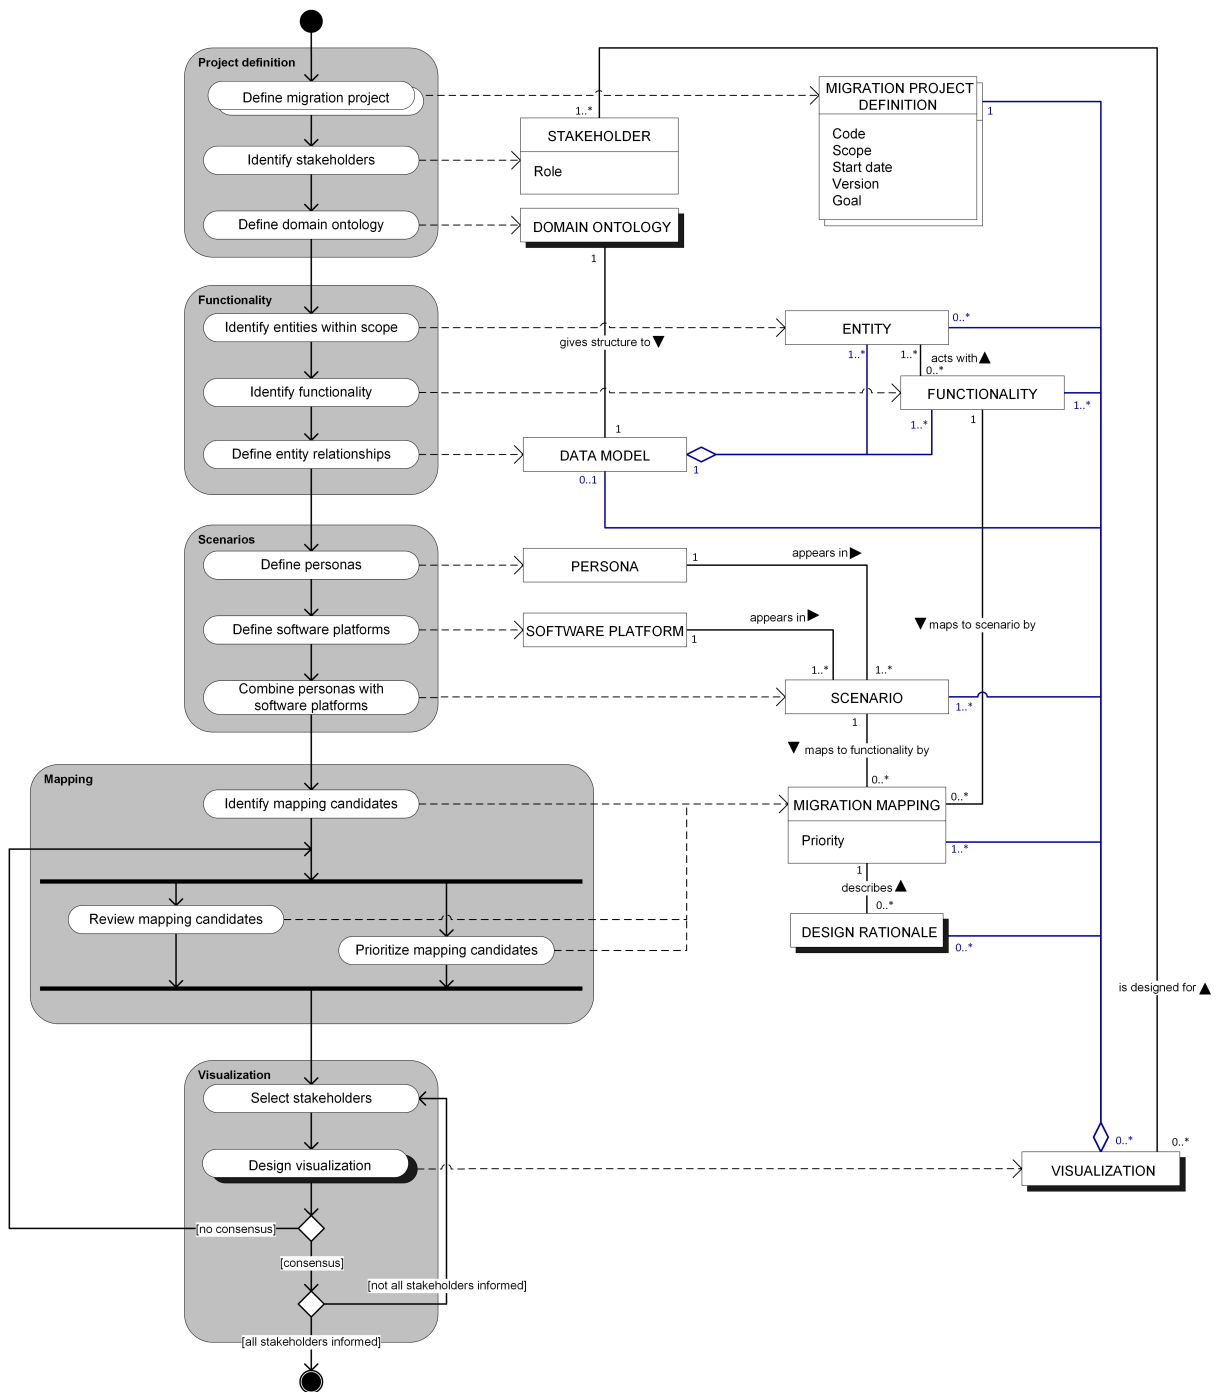 Project definition
Define migration project
MIGRATION PROJECT
DEFINITION
1
Code
Scope
Start date
Version
Goal
1..*
STAKEHOLDER
Role
Identify stakeholders
Define domain ontology
DOMAIN ONTOLOGY
1
Functionality
Identify entities within scope
gives structure to ▼
ENTITY
0..*
1..*
1..*
acts with ▲
0..*
Identify functionality
FUNCTIONALITY
1..*
1..*
1
Define entity relationships
1
DATA MODEL
1
0..1
Scenarios
Define personas
PERSONA
1
appears in ▶
Define software platforms
SOFTWARE PLATFORM
1
appears in ▶
▼ maps to scenario by
Combine personas with
software platforms
1..*
1..*
SCENARIO
1..*
1
▼ maps to functionality by
Mapping
Identify mapping candidates
0..*
MIGRATION MAPPING
0..*
Priority
1..*
1
describes ▲
0..*
Review mapping candidates
Prioritize mapping candidates
DESIGN RATIONALE
0..*
is designed for ▲
Visualization
Select stakeholders
Design visualization
0..*
0..*
VISUALIZATION
[no consensus]
[consensus]
[not all stakeholders informed]
[all stakeholders informed]